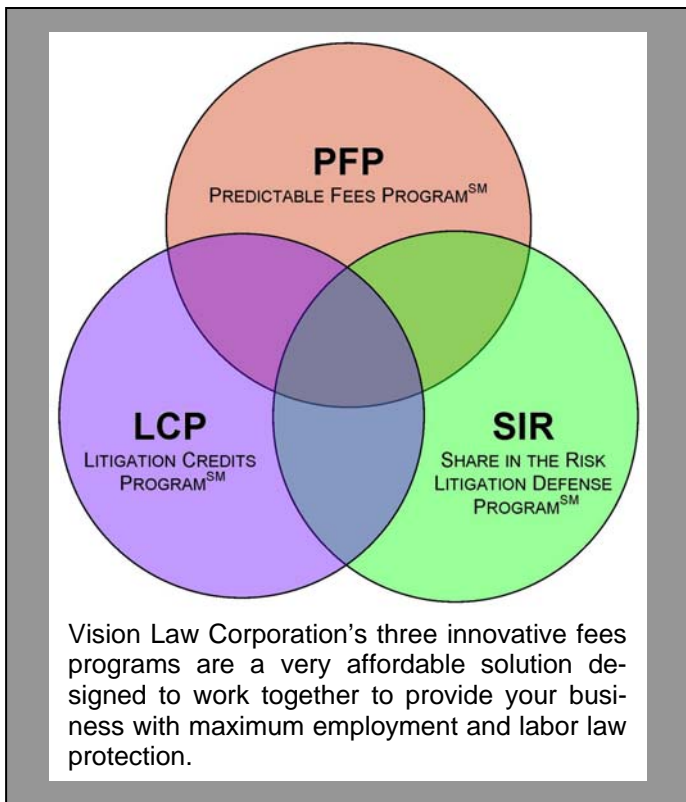 PFP
PREDICTABLE FEES PROGRAM℠
LCP
LITIGATION CREDITS
PROGRAM℠
SIR
SHARE IN THE RISK
LITIGATION DEFENSE
PROGRAM℠
Vision Law Corporation's three innovative fees
programs are a very affordable solution de-
signed to work together to provide your busi-
ness with maximum employment and labor law
protection.